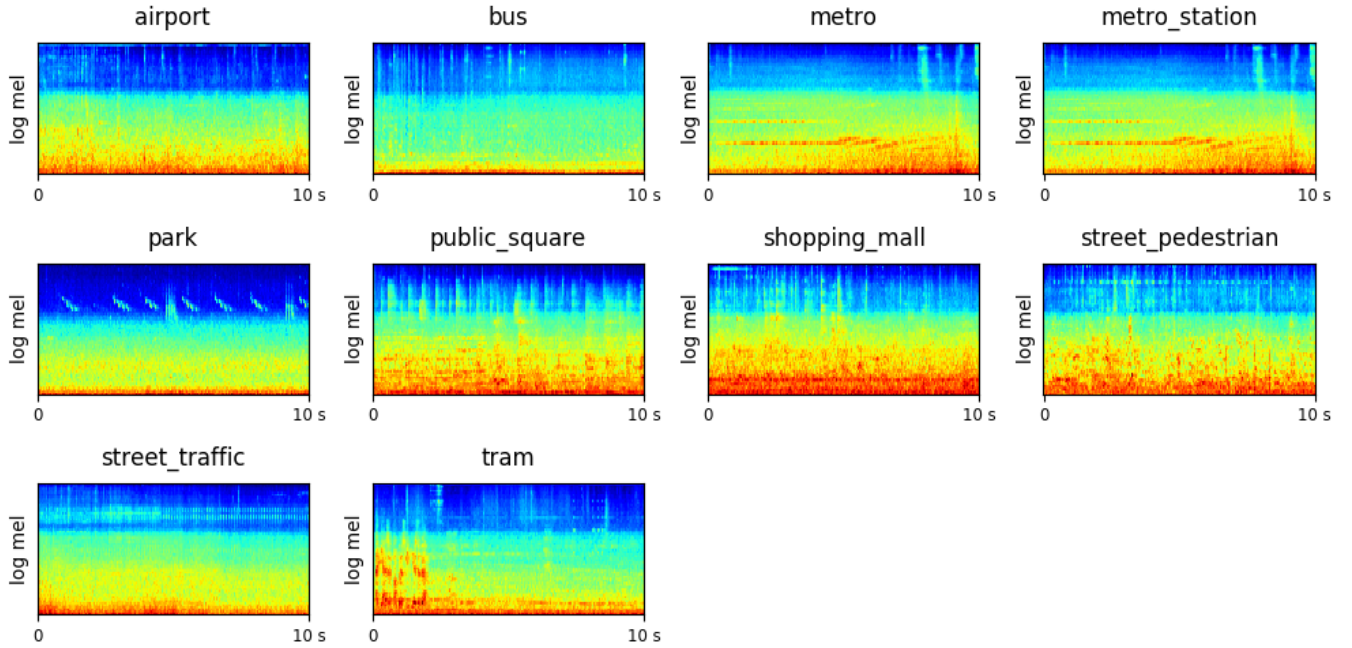 airport bus metro metro_station
log mel log mel log mel log mel
0 10 s 0 10 s 0 10 s 0 10 s
park public_square shopping_mall street_pedestrian
log mel log mel log mel log mel
0 10 s 0 10 s 0 10 s 0 10 s
street_traffic tram
log mel log mel
0 10 s 0 10 s